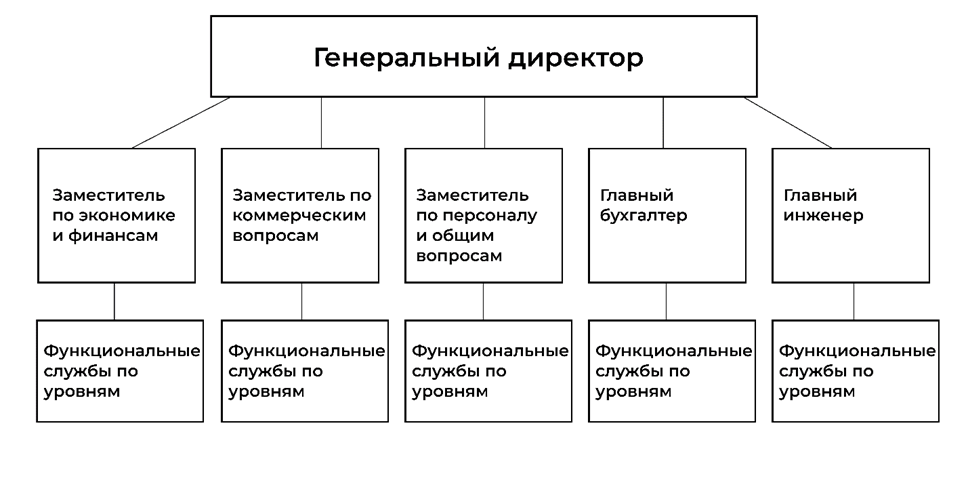 Генеральный директор
Заместитель
по экономике
и финансам
Заместитель по
коммерческим
вопросам
Заместитель
по персоналу
и общим
вопросам
Главный
бухгалтер
Главный
инженер
Функциональные
службы по
уровням
Функциональные
службы по
уровням
Функциональные
службы по
уровням
Функциональные
службы по
уровням
Функциональные
службы по
уровням